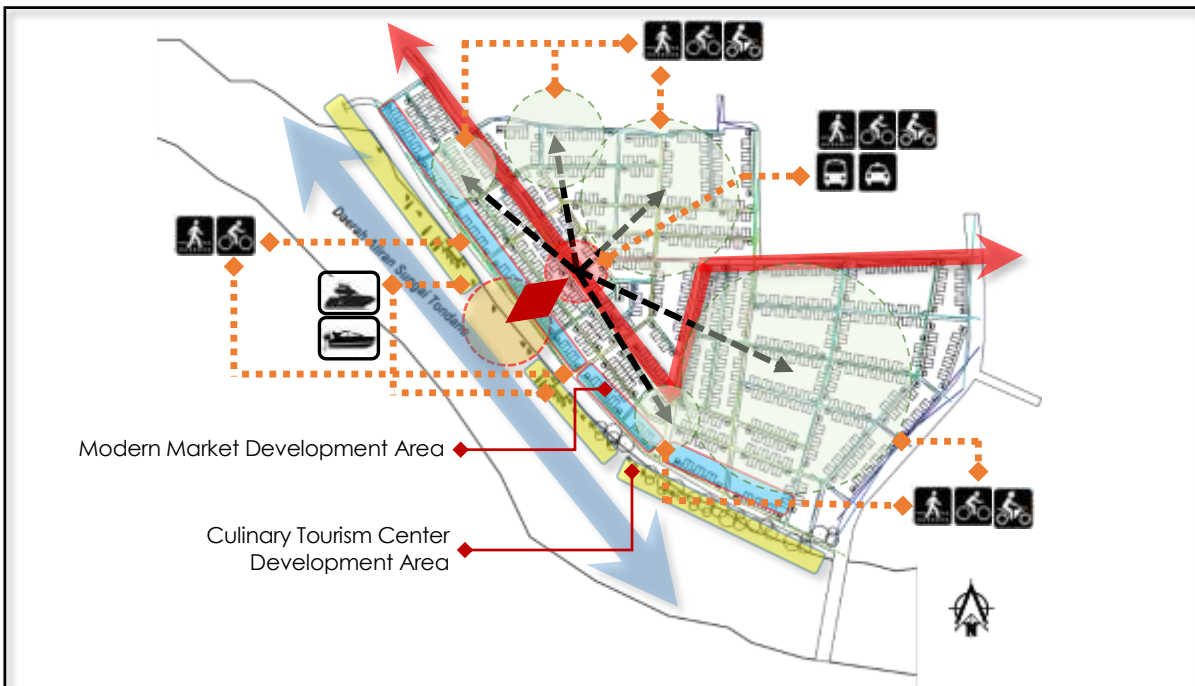 Daerah Aliran Sungai Tondano
Modern Market Development Area
Culinary Tourism Center
Development Area
N